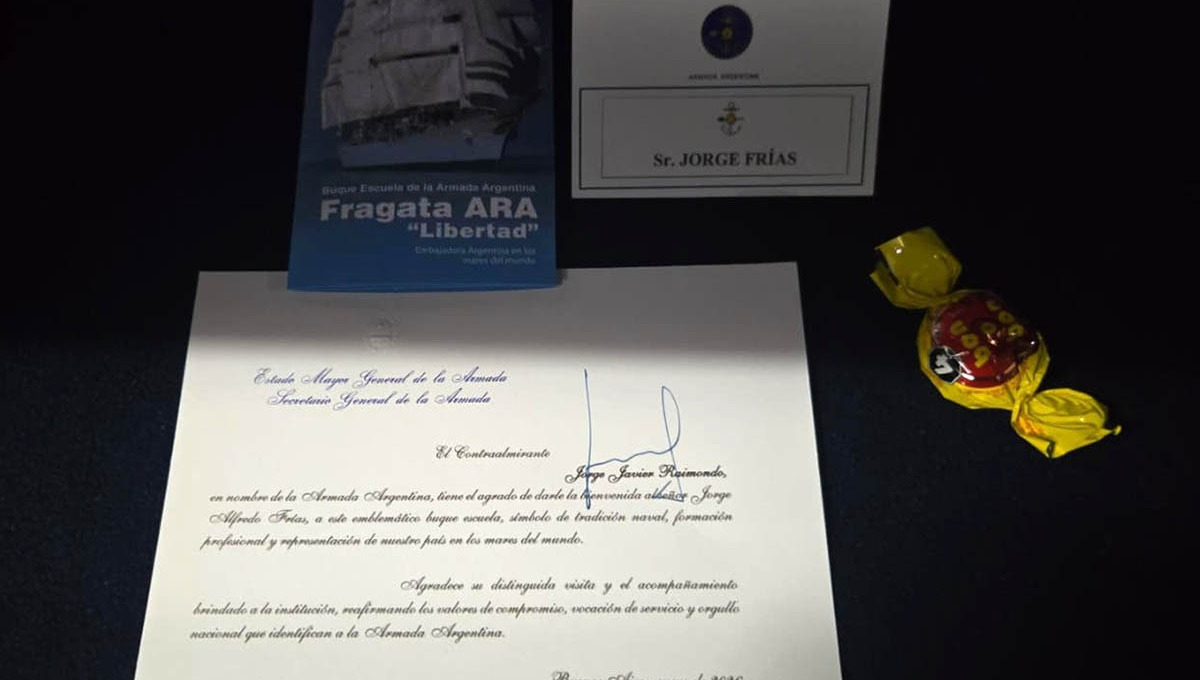 Buque Escuela de la Armada Argentina
Fragata ARA
"Libertad"
Embajadora Argentina en los
mares del mundo
ARMADA ARGENTINA
Sr. JORGE FRÍAS
Estado Mayor General de la Armada
Secretario General de la Armada
El Contraalmirante
Jorge Javier Raimondo,
en nombre de la Armada Argentina, tiene el agrado de darle la bienvenida al señor Jorge
Alfredo Frías, a este emblemático buque escuela, símbolo de tradición naval, formación
profesional y representación de nuestro país en los mares del mundo.
Agradece su distinguida visita y el acompañamiento
brindado a la institución, reafirmando los valores de compromiso, vocación de servicio y orgullo
nacional que identifican a la Armada Argentina.
bon
o bon